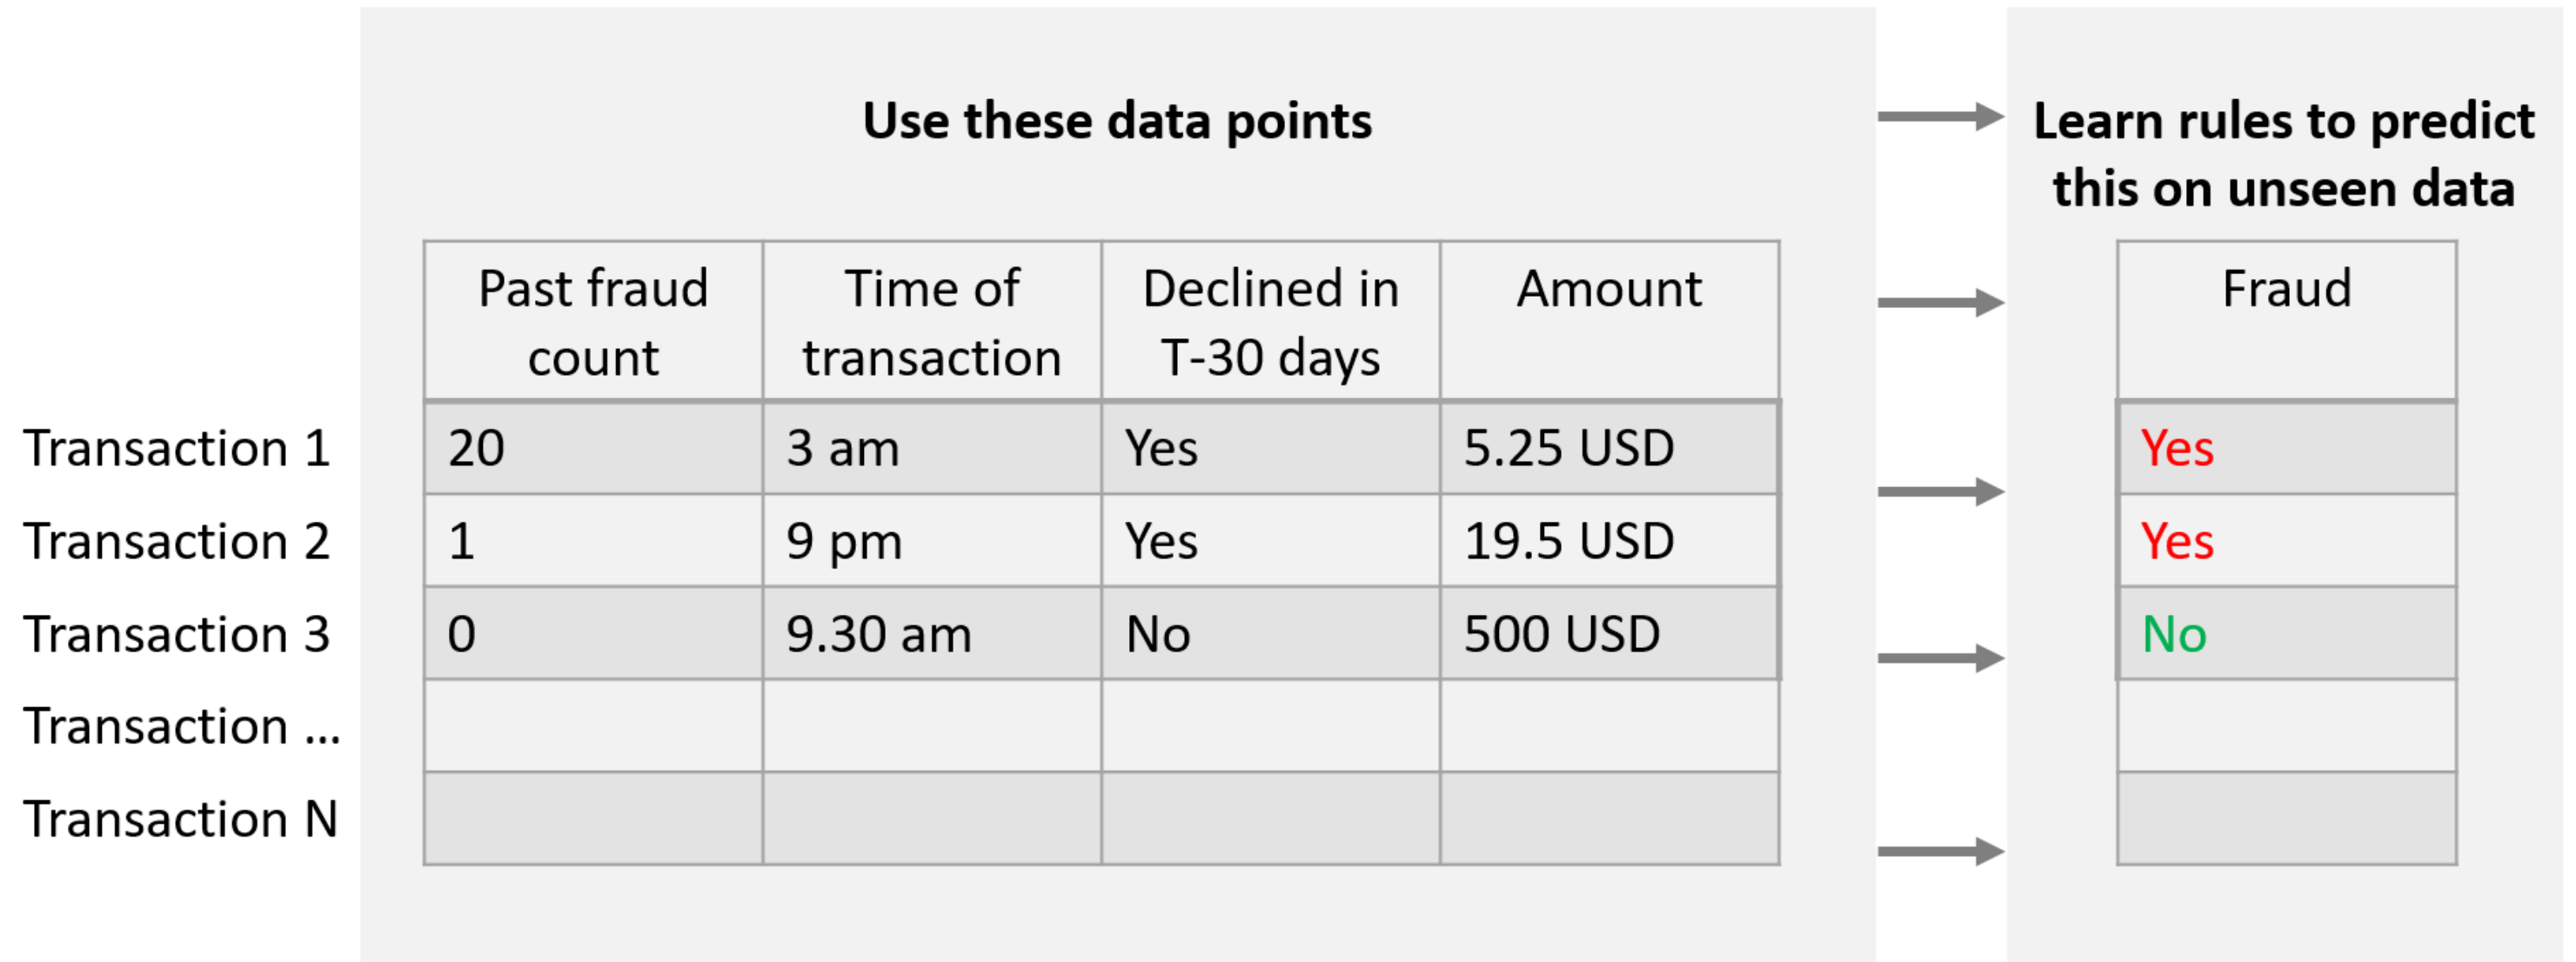 Use these data points
Learn rules to predict
this on unseen data
Past fraud count
Time of transaction
Declined in T-30 days
Amount
Fraud
Transaction 1 20 3 am Yes 5.25 USD Yes
Transaction 2 1 9 pm Yes 19.5 USD Yes
Transaction 3 0 9.30 am No 500 USD No
Transaction ...
Transaction N